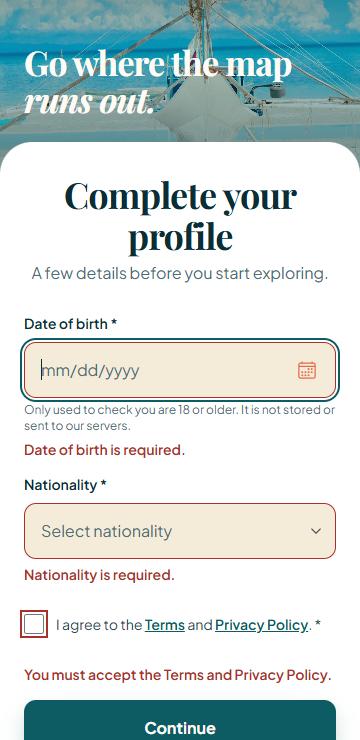 Go where the map
runs out.
Complete your
profile
A few details before you start exploring.
Date of birth *
mm/dd/yyyy
Only used to check you are 18 or older. It is not stored or
sent to our servers.
Date of birth is required.
Nationality *
Select nationality
Nationality is required.
I agree to the Terms and Privacy Policy. *
You must accept the Terms and Privacy Policy.
Continue